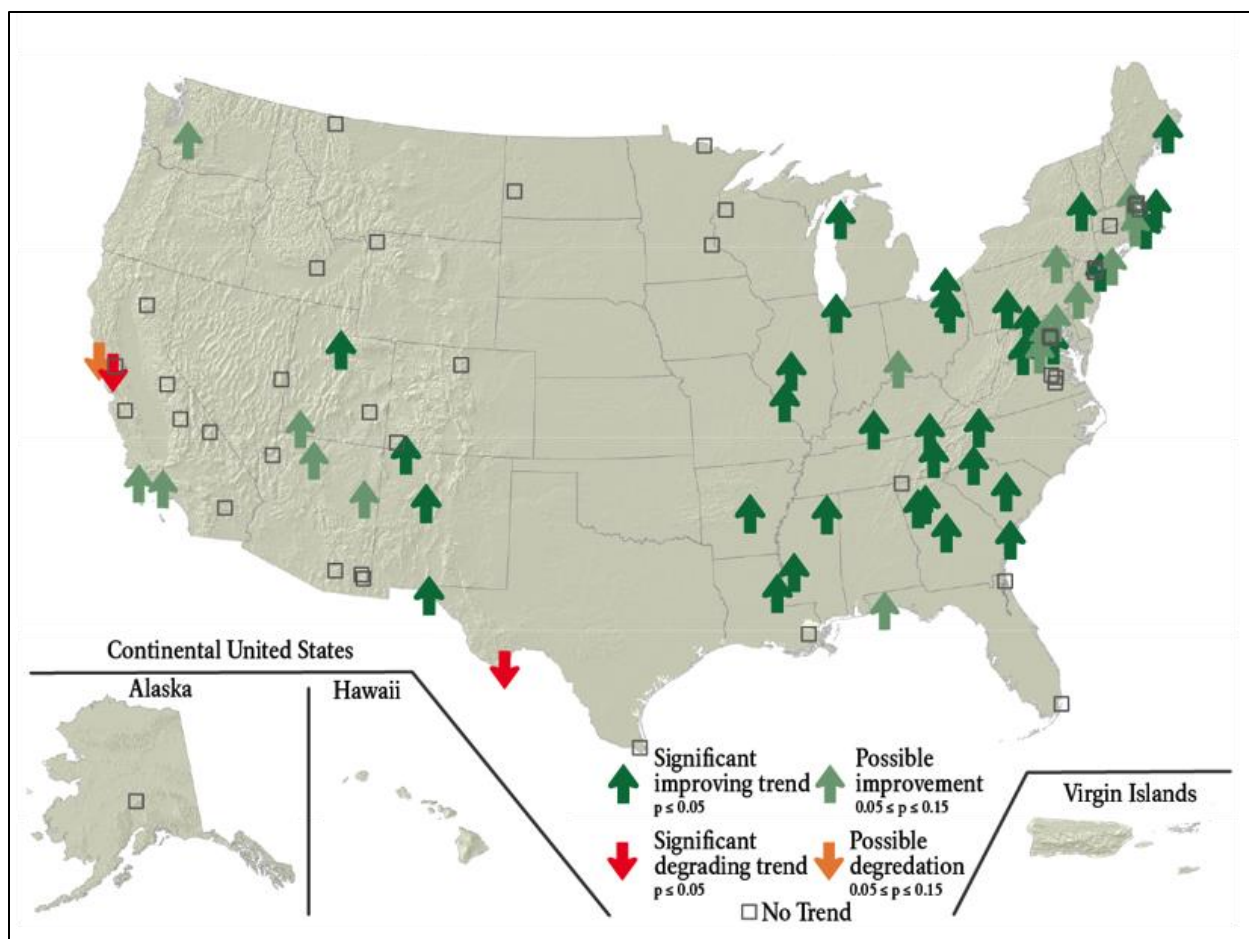 Continental United States
Alaska
Hawaii
Significant
improving trend
p ≤ 0.05
Possible
improvement
0.05 ≤ p ≤ 0.15
Significant
degrading trend
p ≤ 0.05
Possible
degredation
0.05 ≤ p ≤ 0.15
No Trend
Virgin Islands